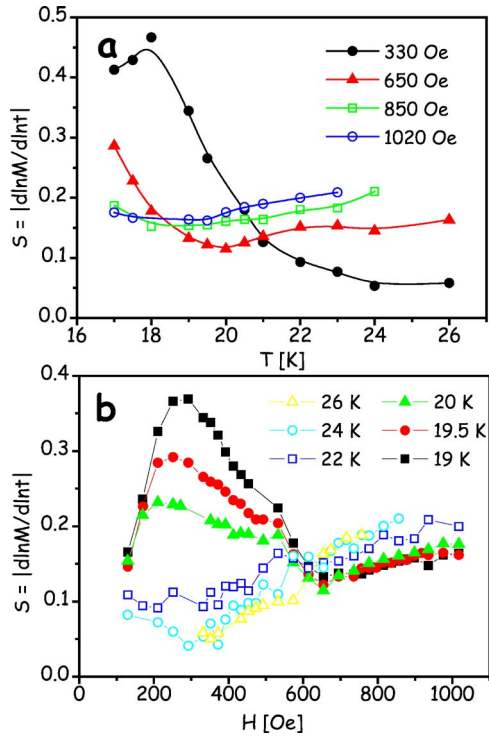 a
0.5
0.4
0.3
0.2
0.1
0.0
S = |dlnM/dlnt|
330 Oe
650 Oe
850 Oe
1020 Oe
16 18 20 22 24 26
T [K]
b
0.4
0.3
0.2
0.1
0.0
S = |dlnM/dlnt|
26 K 20 K
24 K 19.5 K
22 K 19 K
0 200 400 600 800 1000
H [Oe]